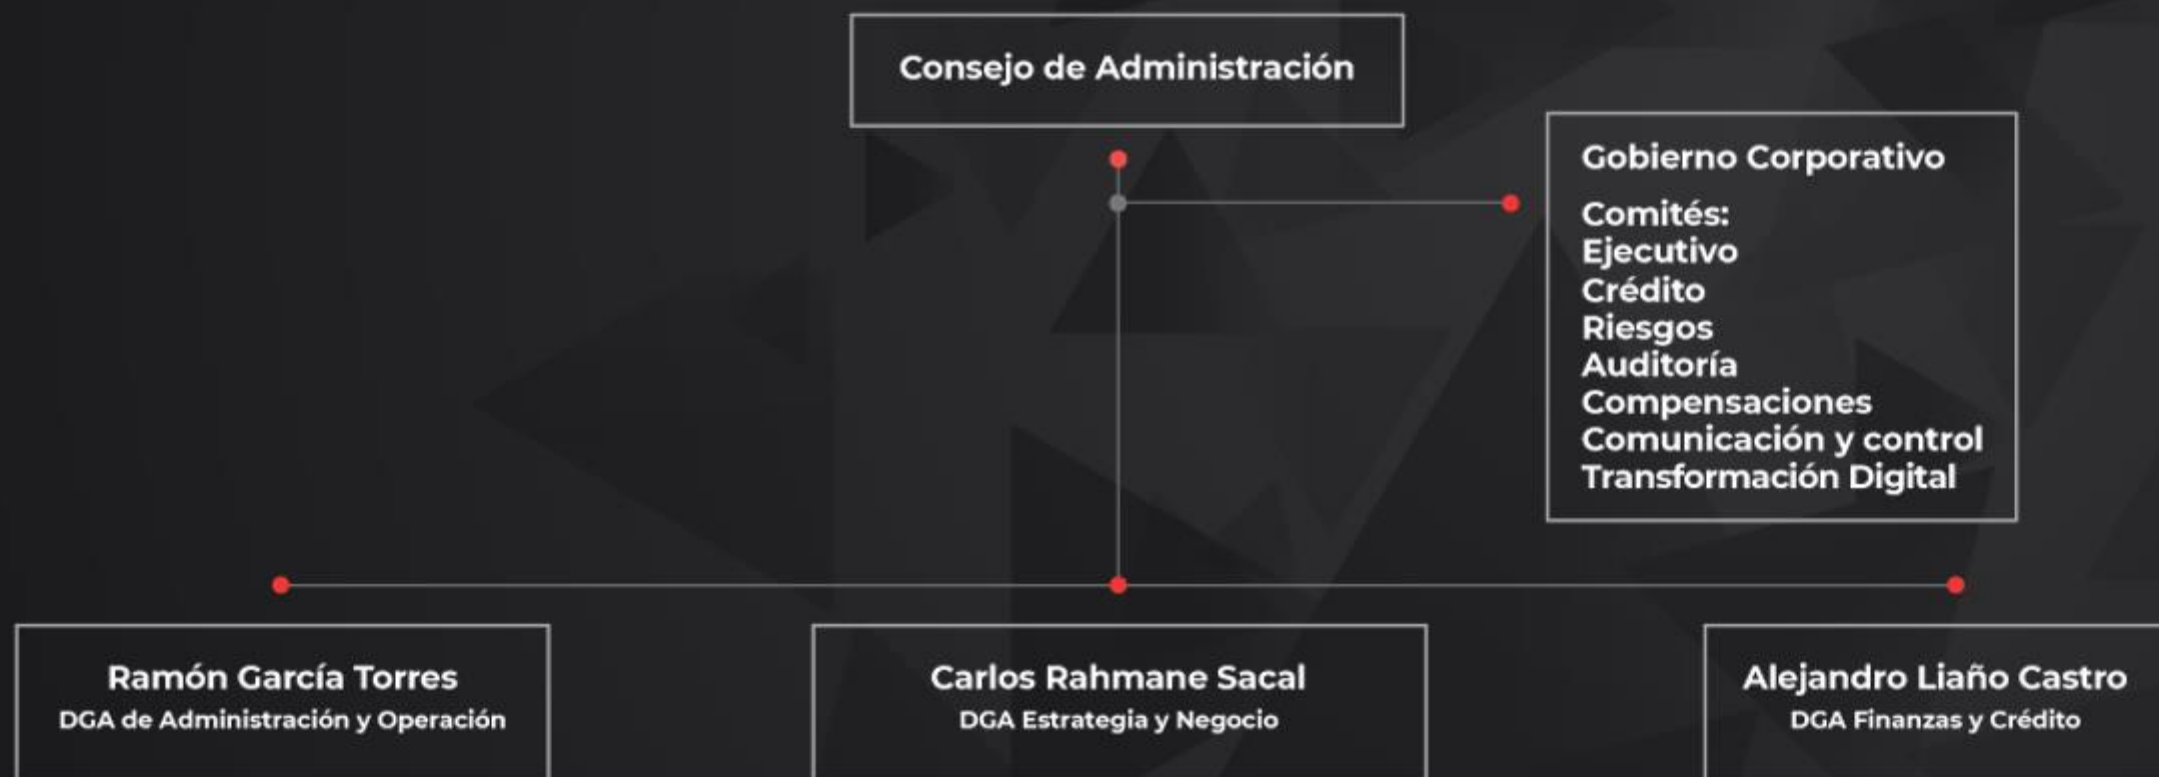 Consejo de Administración
Gobierno Corporativo
Comités:
Ejecutivo
Crédito
Riesgos
Auditoría
Compensaciones
Comunicación y control
Transformación Digital
Ramón García Torres
DGA de Administración y Operación
Carlos Rahmane Sacal
DGA Estrategia y Negocio
Alejandro Liaño Castro
DGA Finanzas y Crédito